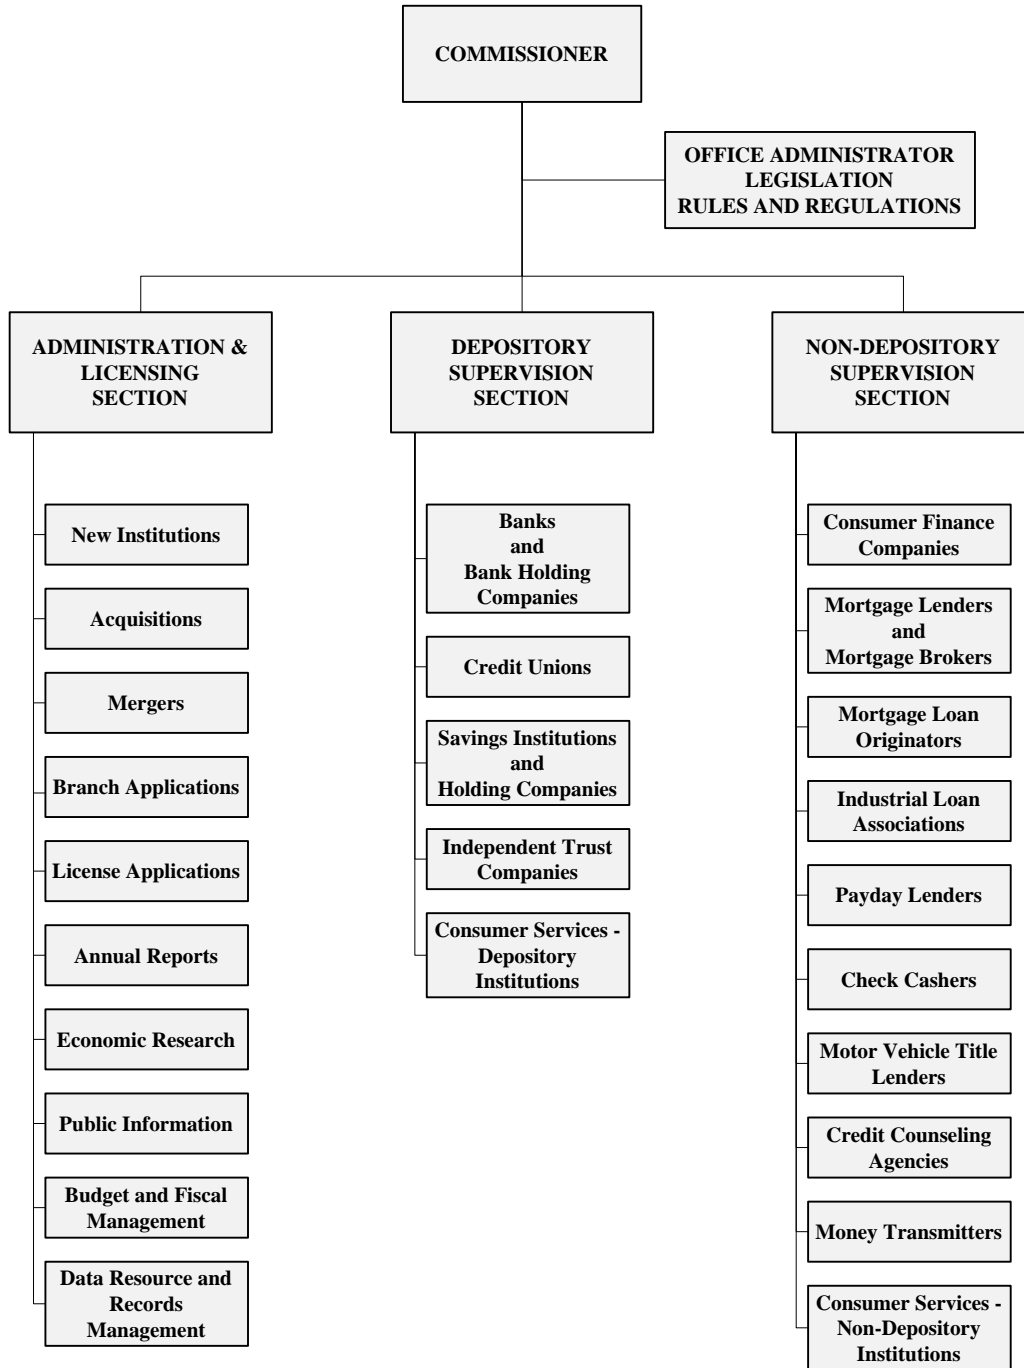 COMMISSIONER
OFFICE ADMINISTRATOR
LEGISLATION
RULES AND REGULATIONS
ADMINISTRATION &
LICENSING
SECTION
DEPOSITORY
SUPERVISION
SECTION
NON-DEPOSITORY
SUPERVISION
SECTION
New Institutions
Acquisitions
Mergers
Branch Applications
License Applications
Annual Reports
Economic Research
Public Information
Budget and Fiscal
Management
Data Resource and
Records
Management
Banks
and
Bank Holding
Companies
Credit Unions
Savings Institutions
and
Holding Companies
Independent Trust
Companies
Consumer Services -
Depository
Institutions
Consumer Finance
Companies
Mortgage Lenders
and
Mortgage Brokers
Mortgage Loan
Originators
Industrial Loan
Associations
Payday Lenders
Check Cashers
Motor Vehicle Title
Lenders
Credit Counseling
Agencies
Money Transmitters
Consumer Services -
Non-Depository
Institutions